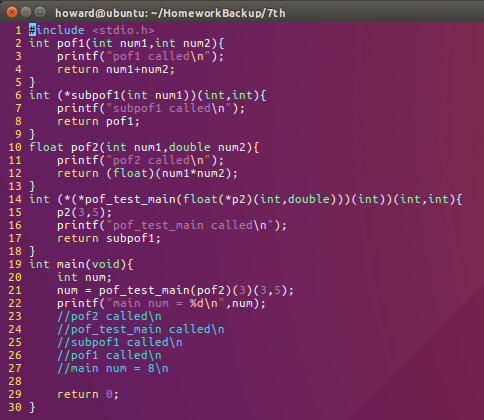 howard@ubuntu: ~/HomeworkBackup/7th
1 #include <stdio.h>
2 int pof1(int num1,int num2){
3     printf("pof1 called\n");
4     return num1+num2;
5 }
6 int (*subpof1(int num1))(int,int){
7     printf("subpof1 called\n");
8     return pof1;
9 }
10 float pof2(int num1,double num2){
11     printf("pof2 called\n");
12     return (float)(num1*num2);
13 }
14 int (*(*pof_test_main(float(*p2)(int,double)))(int))(int,int){
15     p2(3,5);
16     printf("pof_test_main called\n");
17     return subpof1;
18 }
19 int main(void){
20     int num;
21     num = pof_test_main(pof2)(3)(3,5);
22     printf("main num = %d\n",num);
23     //pof2 called\n
24     //pof_test_main called\n
25     //subpof1 called\n
26     //pof1 called\n
27     //main num = 8\n
28
29     return 0;
30 }